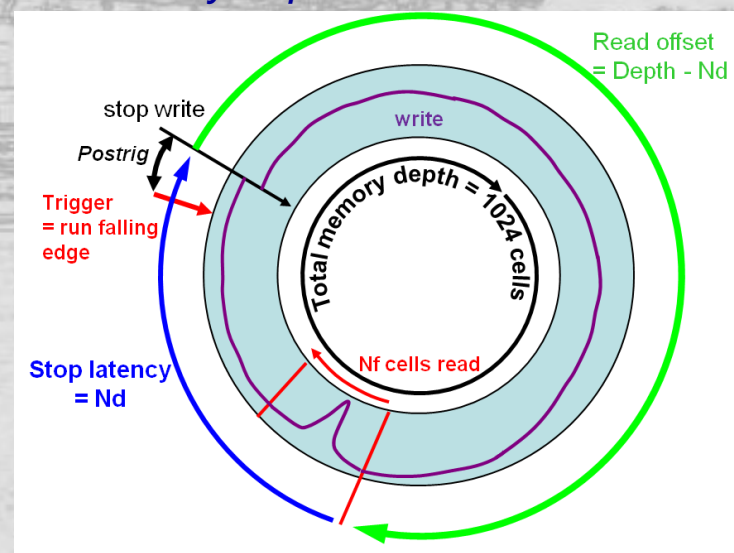 Read offset
= Depth - Nd
stop write
write
Postrig
Total memory depth = 1024 cells
Trigger
= run falling
edge
Nf cells read
Stop latency
= Nd